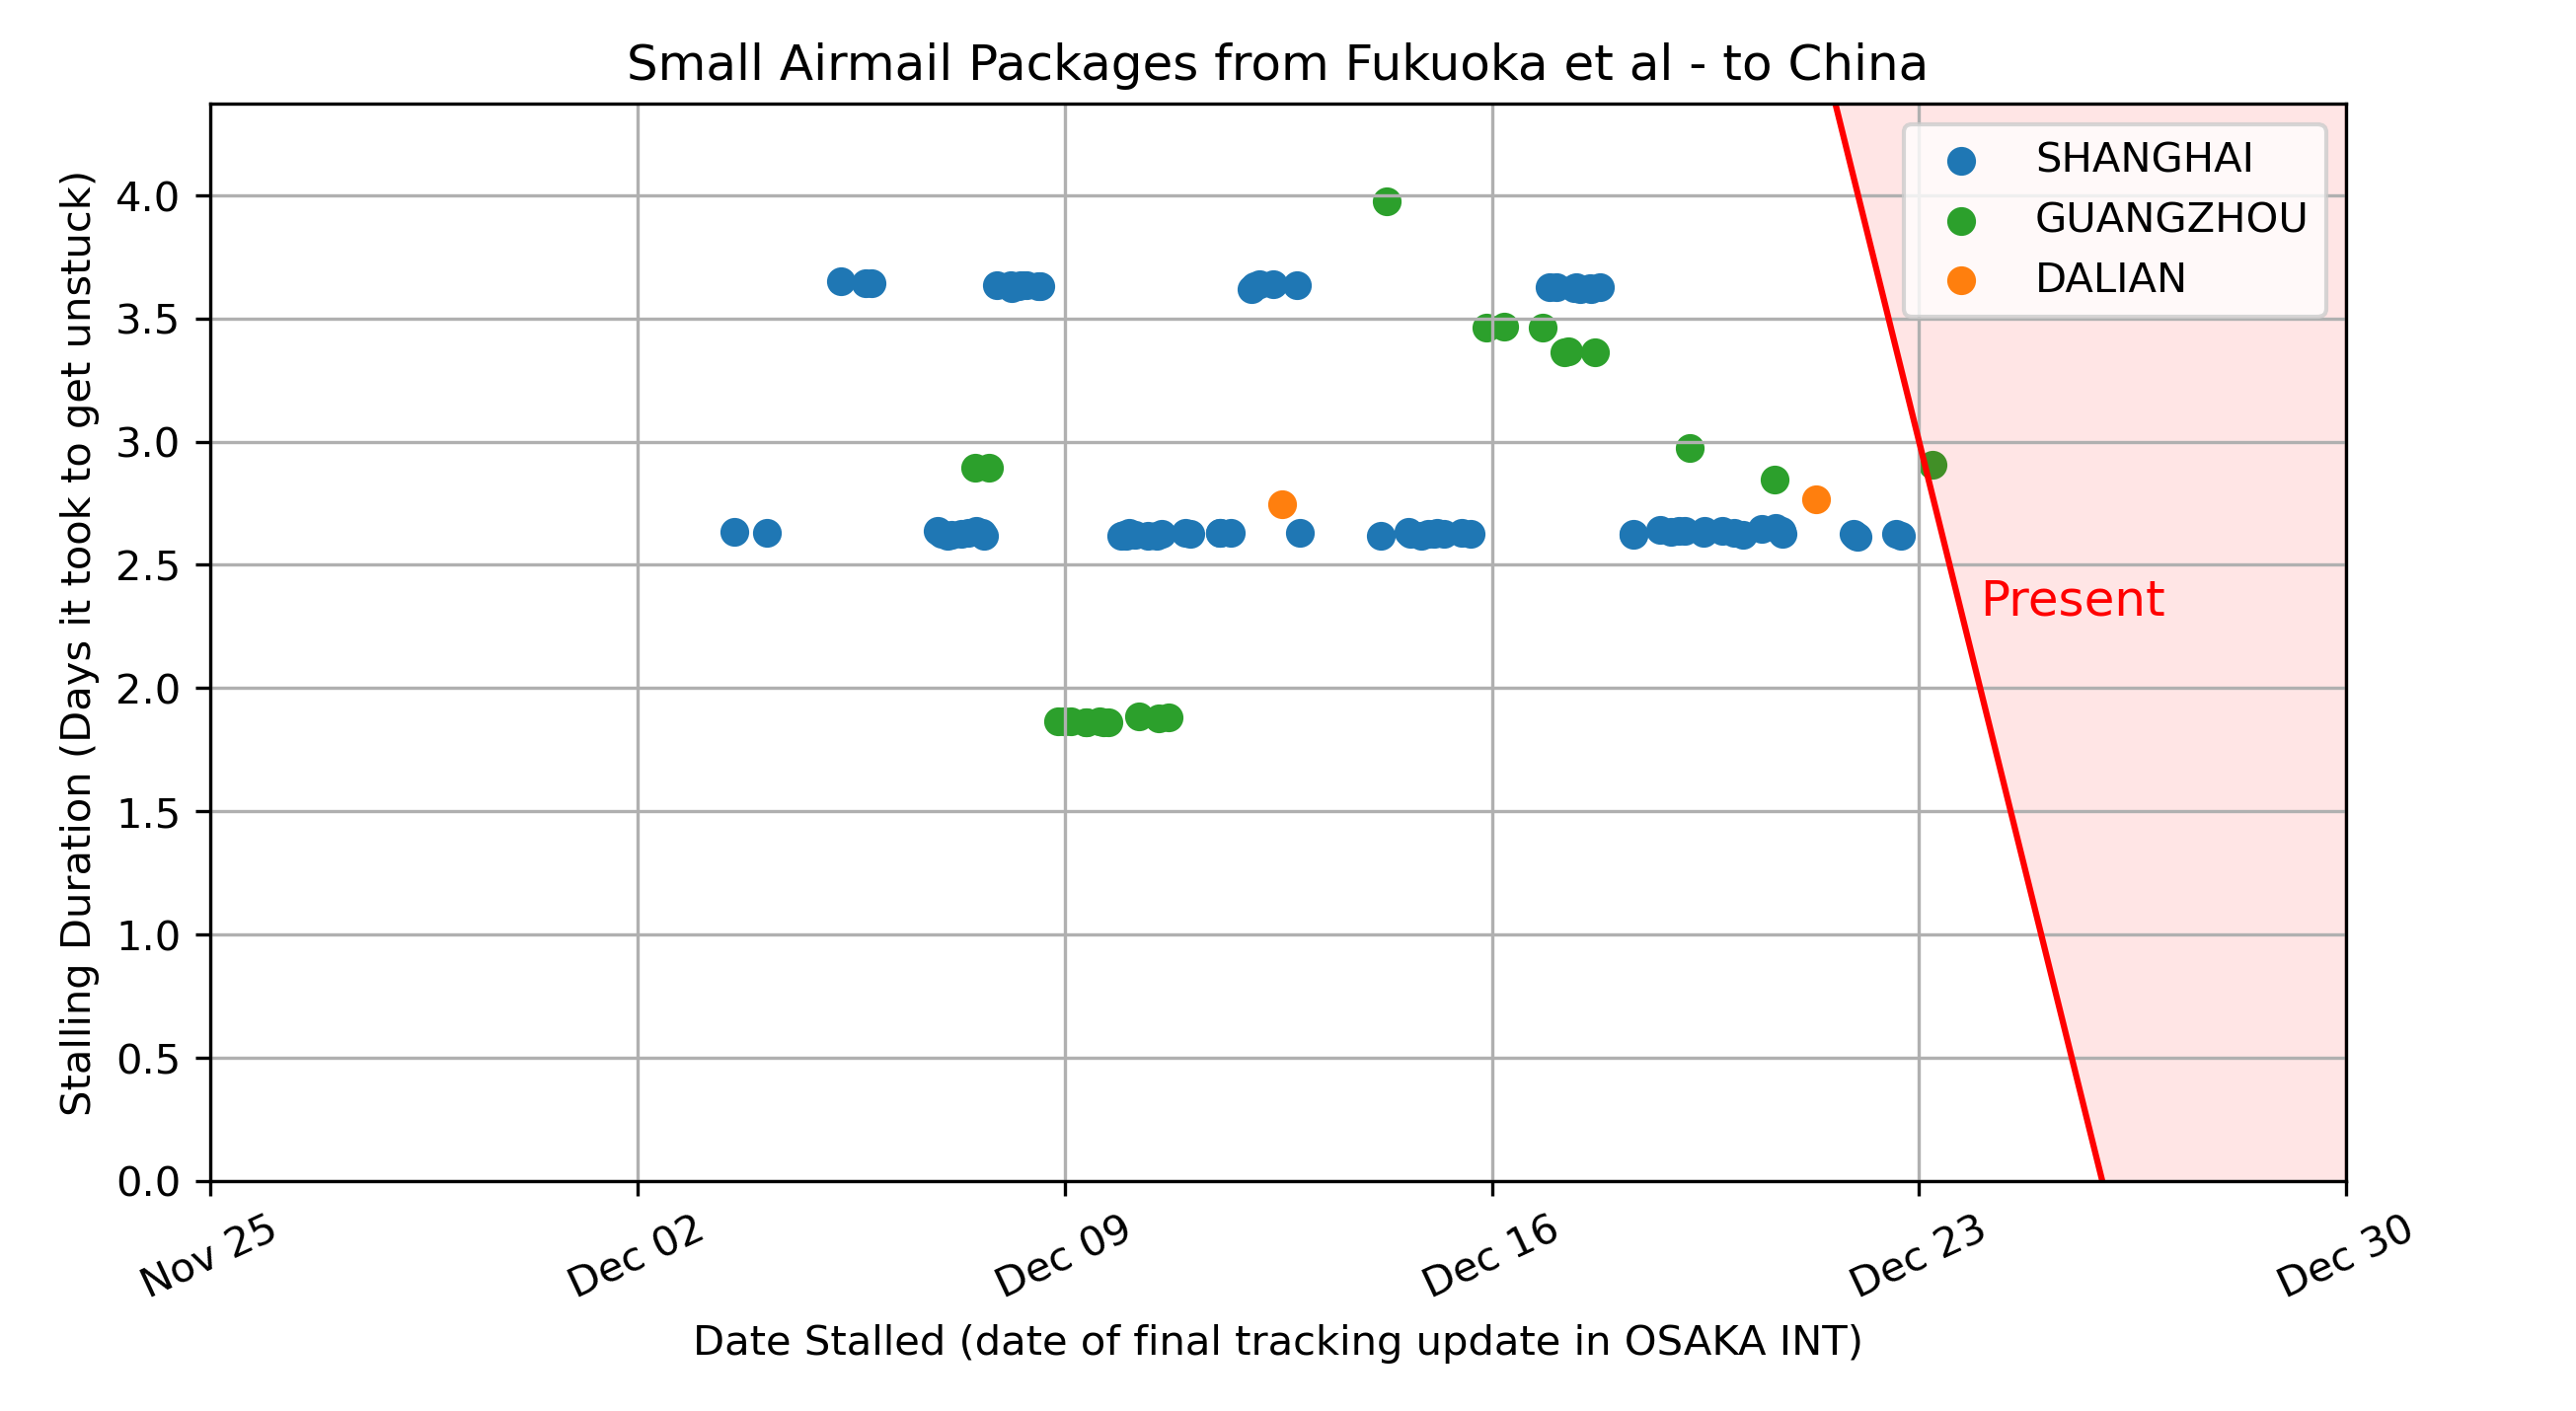 Small Airmail Packages from Fukuoka et al - to China
Stalling Duration (Days it took to get unstuck)
4.0
3.5
3.0
2.5
2.0
1.5
1.0
0.5
0.0
SHANGHAI
GUANGZHOU
DALIAN
Present
Nov 25
Dec 02
Dec 09
Dec 16
Dec 23
Dec 30
Date Stalled (date of final tracking update in OSAKA INT)